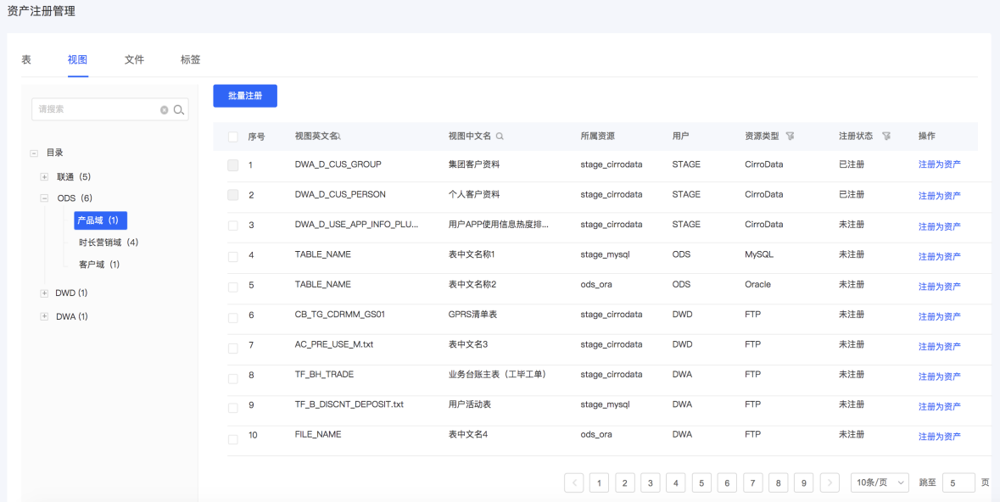 资产注册管理
表 视图 文件 标签
请搜索
目录
联通（5）
ODS（6）
产品域（1）
时长营销域（4）
客户域（1）
DWD (1)
DWA (1)
批量注册
序号 视图英文名 视图中文名 所属资源 用户 资源类型 注册状态 操作
1 DWA_D_CUS_GROUP 集团客户资料 stage_cirrodata STAGE CirroData 已注册 注册为资产
2 DWA_D_CUS_PERSON 个人客户资料 stage_cirrodata STAGE CirroData 已注册 注册为资产
3 DWA_D_USE_APP_INFO_PLU... 用户APP使用信息热度排... stage_cirrodata STAGE CirroData 未注册 注册为资产
4 TABLE_NAME 表中文名称1 stage_mysql ODS MySQL 未注册 注册为资产
5 TABLE_NAME 表中文名称2 ods_ora ODS Oracle 未注册 注册为资产
6 CB_TG_CDRMM_GS01 GPRS清单表 stage_cirrodata DWD FTP 未注册 注册为资产
7 AC_PRE_USE_M.txt 表中文名3 stage_cirrodata DWD FTP 未注册 注册为资产
8 TF_BH_TRADE 业务台账主表（工毕工单） stage_cirrodata DWA FTP 未注册 注册为资产
9 TF_B_DISCNT_DEPOSIT.txt 用户活动表 stage_mysql DWA FTP 未注册 注册为资产
10 FILE_NAME 表中文名4 ods_ora DWA FTP 未注册 注册为资产
1 2 3 4 5 6 7 8 9 10条/页 跳至 5 页